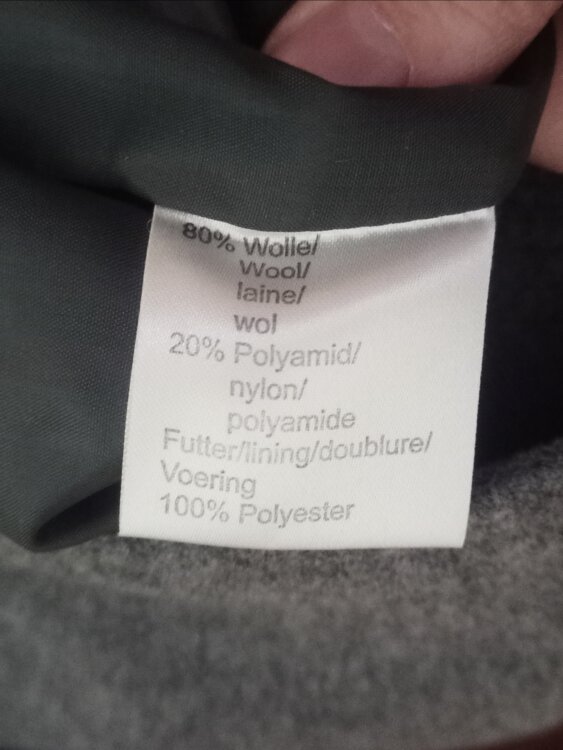 80% Wolle/
Wool/
laine/
wol
20% Polyamid/
nylon/
polyamide
Futter/lining/doublure/
Voering
100% Polyester